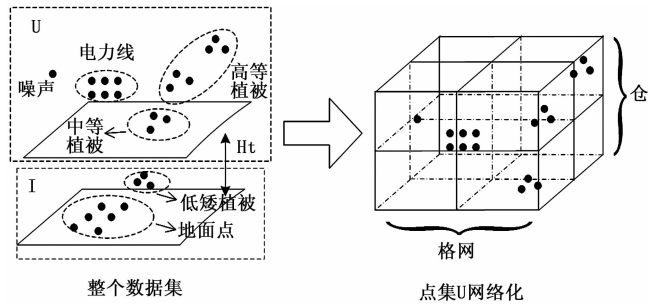 U
电力线
噪声
高等
植被
中等
植被
Ht
I
低矮植被
地面点
整个数据集
仓
格网
点集U网络化